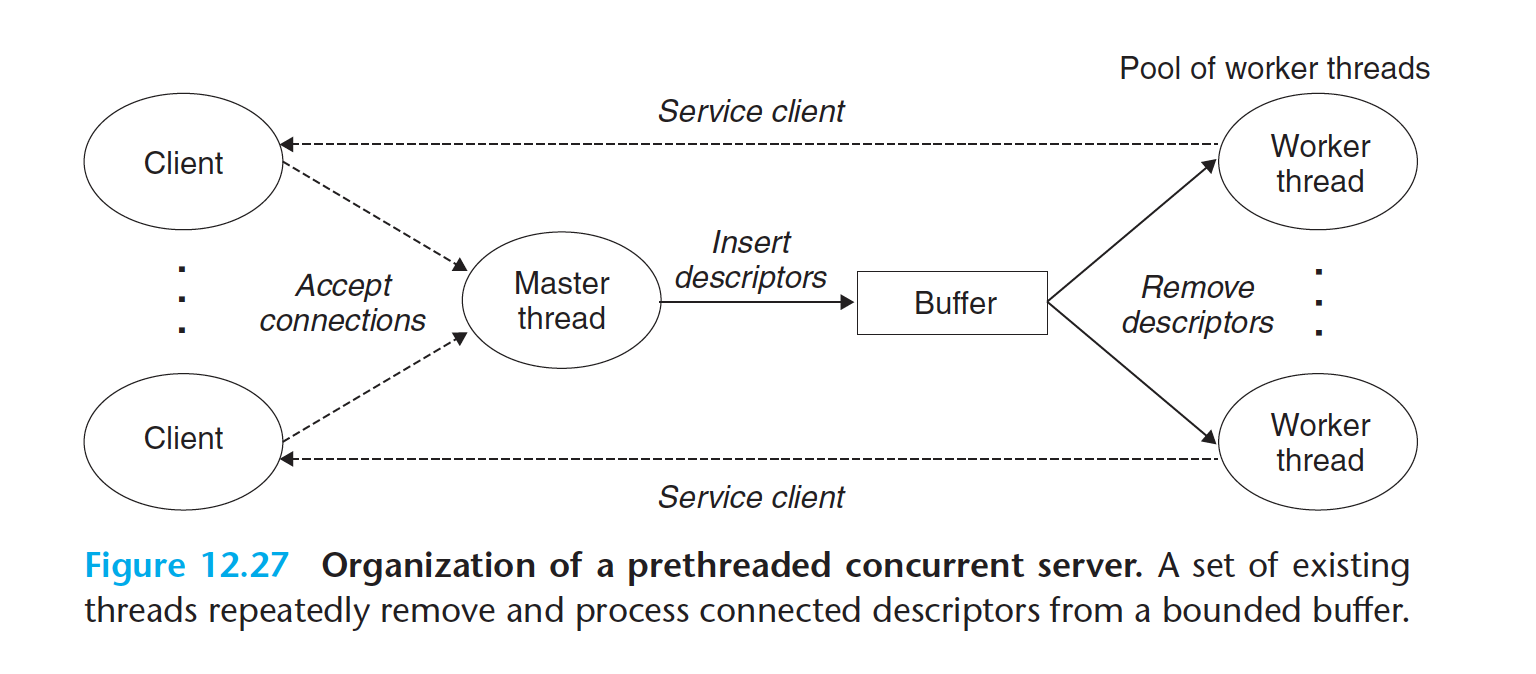 Pool of worker threads
Service client
Client
Worker
thread
Insert
descriptors
Accept
connections
Master
thread
Buffer
Remove
descriptors
Client
Worker
thread
Service client
Figure 12.27 Organization of a prethreaded concurrent server. A set of existing
threads repeatedly remove and process connected descriptors from a bounded buffer.